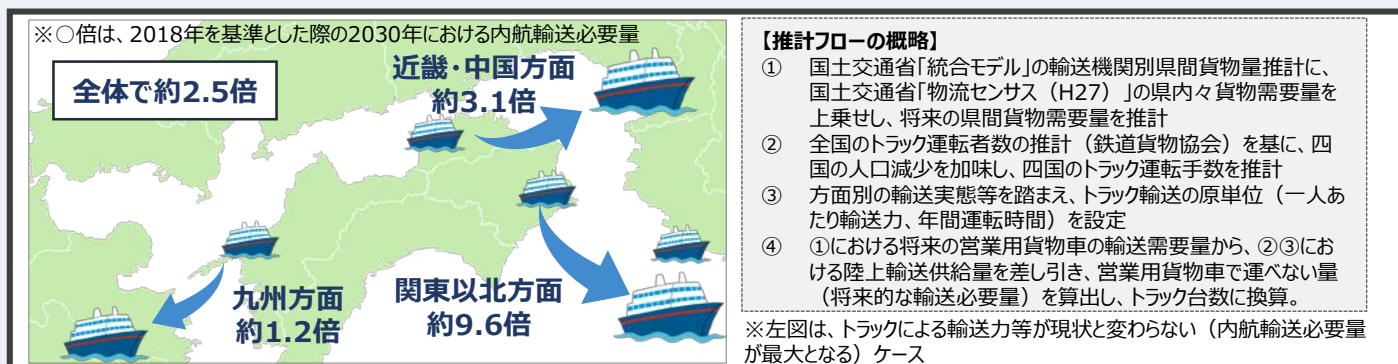 ※○倍は、2018年を基準とした際の2030年における内航輸送必要量
全体で約2.5倍
近畿・中国方面
約3.1倍
九州方面
約1.2倍
関東以北方面
約9.6倍
【推計フローの概略】
① 国土交通省「統合モデル」の輸送機関別県間貨物量推計に、
国土交通省「物流センサス（H27）」の県内々貨物需要量を
上乗せし、将来の県間貨物需要量を推計
② 全国のトラック運転者数の推計（鉄道貨物協会）を基に、四
国の人口減少を加味し、四国のトラック運転手数を推計
③ 方面別の輸送実態等を踏まえ、トラック輸送の原単位（一人あ
たり輸送力、年間運転時間）を設定
④ ①における将来の営業用貨物車の輸送需要量から、②③にお
ける陸上輸送供給量を差し引き、営業用貨物車で運べない量
（将来的な輸送必要量）を算出し、トラック台数に換算。
※左図は、トラックによる輸送力等が現状と変わらない（内航輸送必要量
が最大となる）ケース